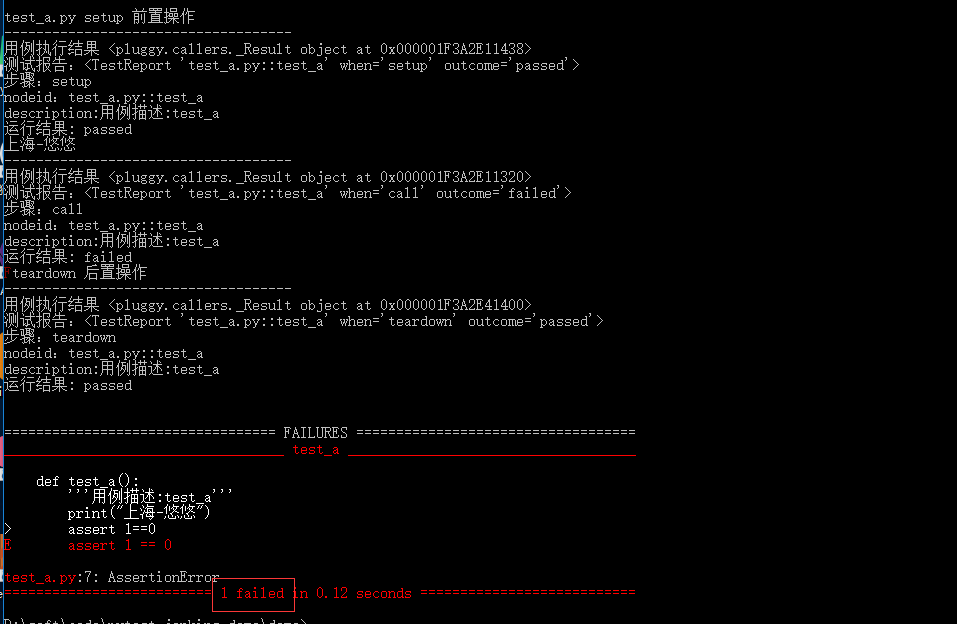 test_a.py setup 前置操作
------------------------------------
用例执行结果 <pluggy.callers._Result object at 0x000001F3A2E11438>
测试报告：<TestReport 'test_a.py::test_a' when='setup' outcome='passed'>
步骤：setup
nodeid：test_a.py::test_a
description:用例描述:test_a
运行结果: passed
上海-悠悠
------------------------------------
用例执行结果 <pluggy.callers._Result object at 0x000001F3A2E11320>
测试报告：<TestReport 'test_a.py::test_a' when='call' outcome='failed'>
步骤：call
nodeid：test_a.py::test_a
description:用例描述:test_a
运行结果: failed
teardown 后置操作
------------------------------------
用例执行结果 <pluggy.callers._Result object at 0x000001F3A2E41400>
测试报告：<TestReport 'test_a.py::test_a' when='teardown' outcome='passed'>
步骤：teardown
nodeid：test_a.py::test_a
description:用例描述:test_a
运行结果: passed
================================== FAILURES ===================================
___________________________________ test_a ____________________________________
def test_a():
'''用例描述:test_a'''
print("上海-悠悠")
> assert 1==0
E assert 1 == 0
test_a.py:7: AssertionError
========================== 1 failed in 0.12 seconds ===========================